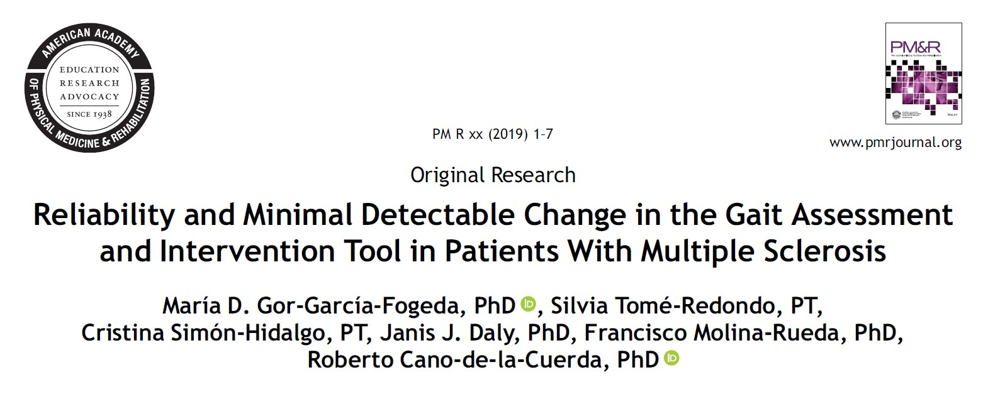 AMERICAN ACADEMY
OF PHYSICAL MEDICINE & REHABILITATION
EDUCATION
RESEARCH
ADVOCACY
SINCE 1938
PM&R
WILEY
PM R xx (2019) 1–7
www.pmrjournal.org
Original Research
Reliability and Minimal Detectable Change in the Gait Assessment
and Intervention Tool in Patients With Multiple Sclerosis
María D. Gor-García-Fogeda, PhD iD, Silvia Tomé-Redondo, PT,
Cristina Simón-Hidalgo, PT, Janis J. Daly, PhD, Francisco Molina-Rueda, PhD,
Roberto Cano-de-la-Cuerda, PhD iD